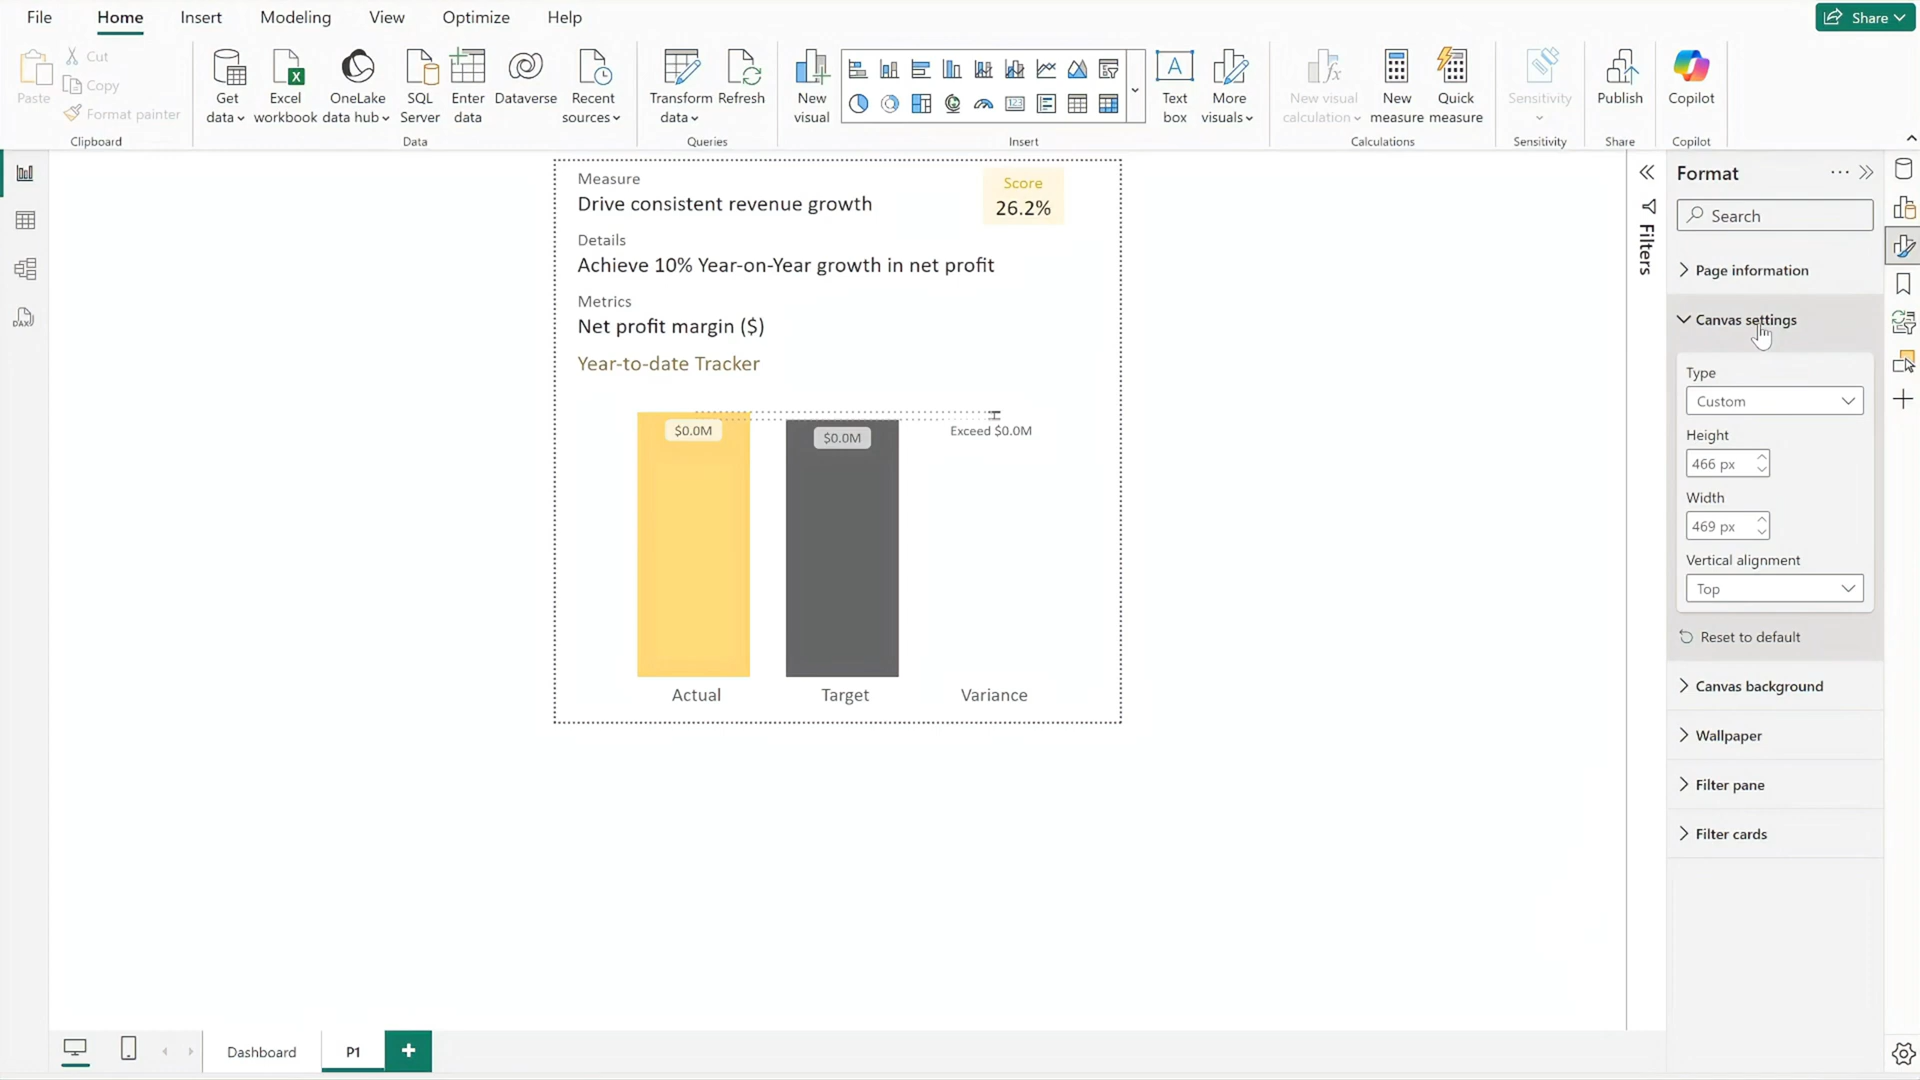 File
Home
Insert
Modeling
View
Optimize
Help
Share
Paste
Cut
Copy
Format painter
Clipboard
Get data
Excel workbook
OneLake data hub
SQL Server
Enter data
Dataverse
Recent sources
Data
Transform data
Refresh
Queries
New visual
123
A
Text box
More visuals
Insert
New visual calculation
New measure
Quick measure
Calculations
Sensitivity
Sensitivity
Publish
Share
Copilot
Copilot
DAX
Measure
Drive consistent revenue growth
Score
26.2%
Details
Achieve 10% Year-on-Year growth in net profit
Metrics
Net profit margin ($)
Year-to-date Tracker
$0.0M
$0.0M
Exceed $0.0M
Actual
Target
Variance
Filters
Format
Search
Page information
Canvas settings
Type
Custom
Height
466 px
Width
469 px
Vertical alignment
Top
Reset to default
Canvas background
Wallpaper
Filter pane
Filter cards
Dashboard
P1